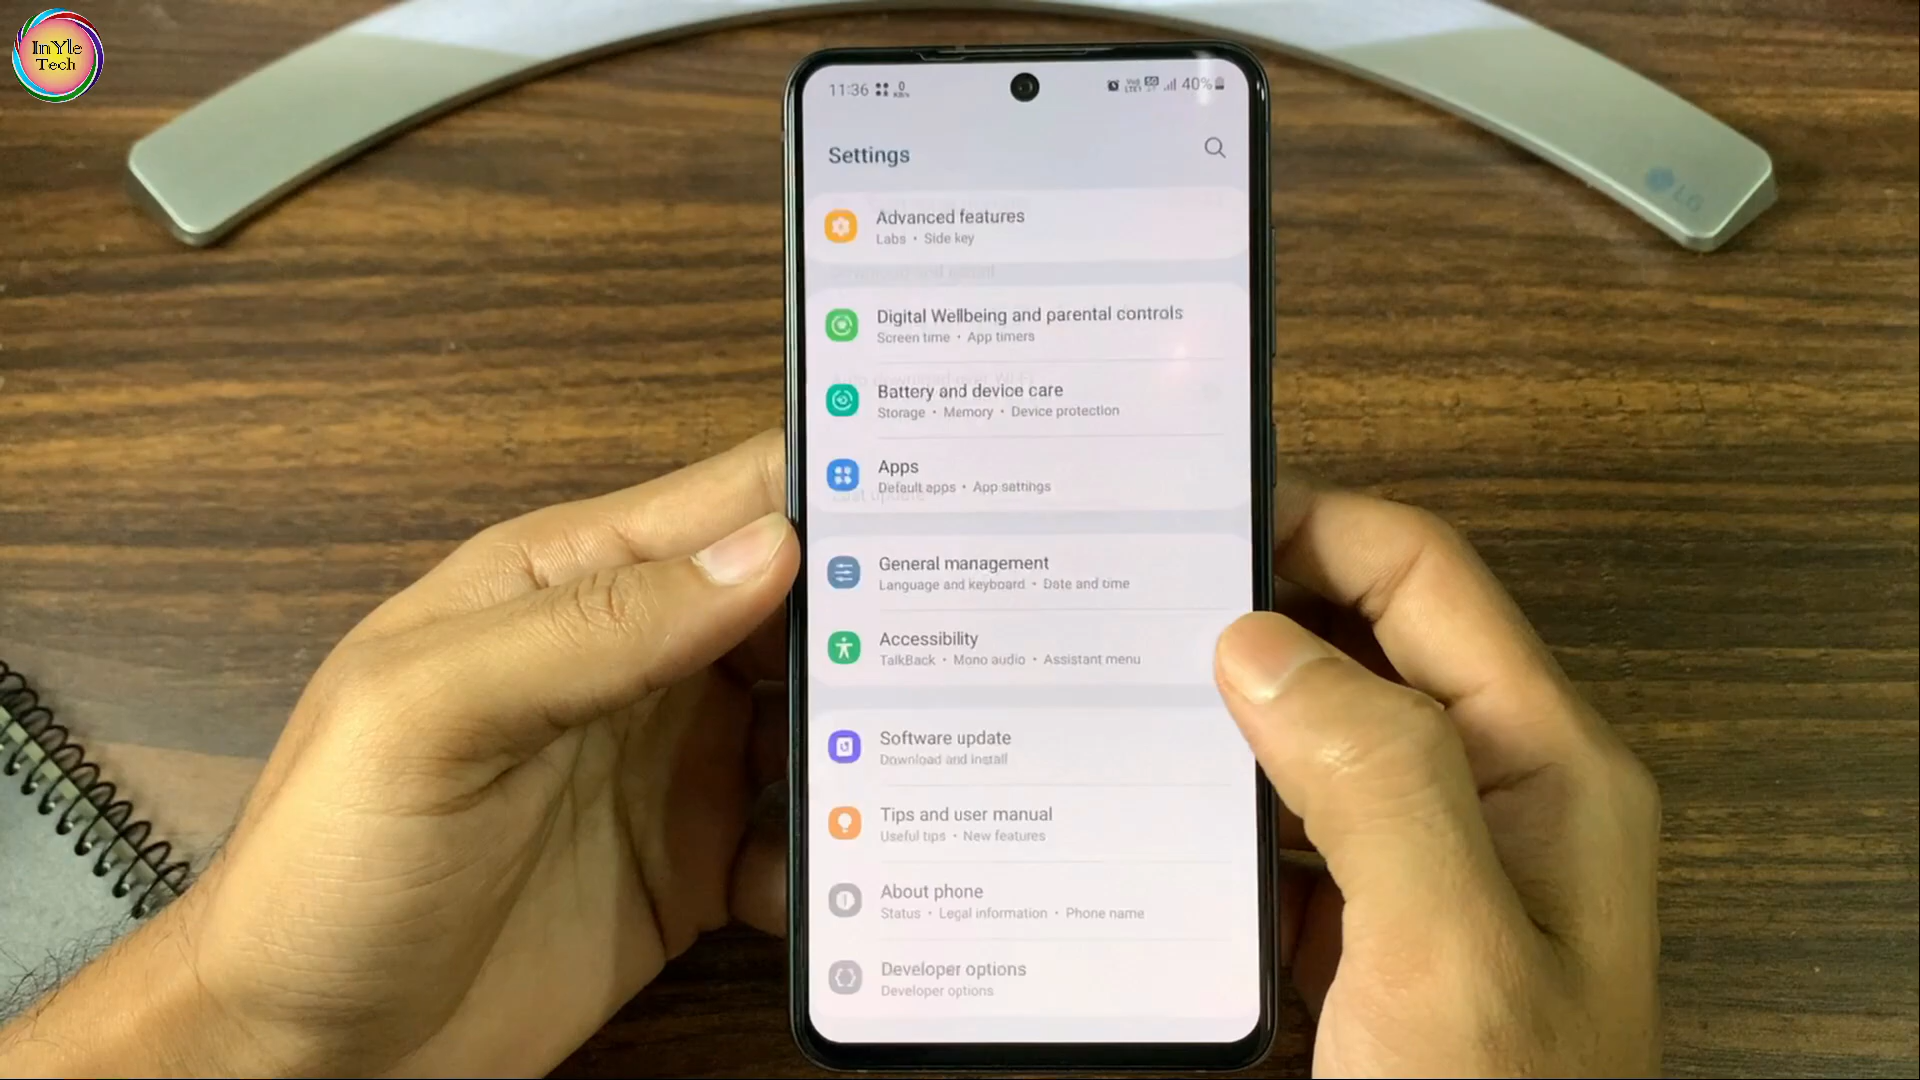 InYle
Tech
11:36
0
KB/s
40%
Settings
Advanced features
Labs • Side key
Digital Wellbeing and parental controls
Screen time • App timers
Battery and device care
Storage • Memory • Device protection
Apps
Default apps • App settings
General management
Language and keyboard • Date and time
Accessibility
TalkBack • Mono audio • Assistant menu
Software update
Download and install
Tips and user manual
Useful tips • New features
About phone
Status • Legal information • Phone name
Developer options
Developer options
LG